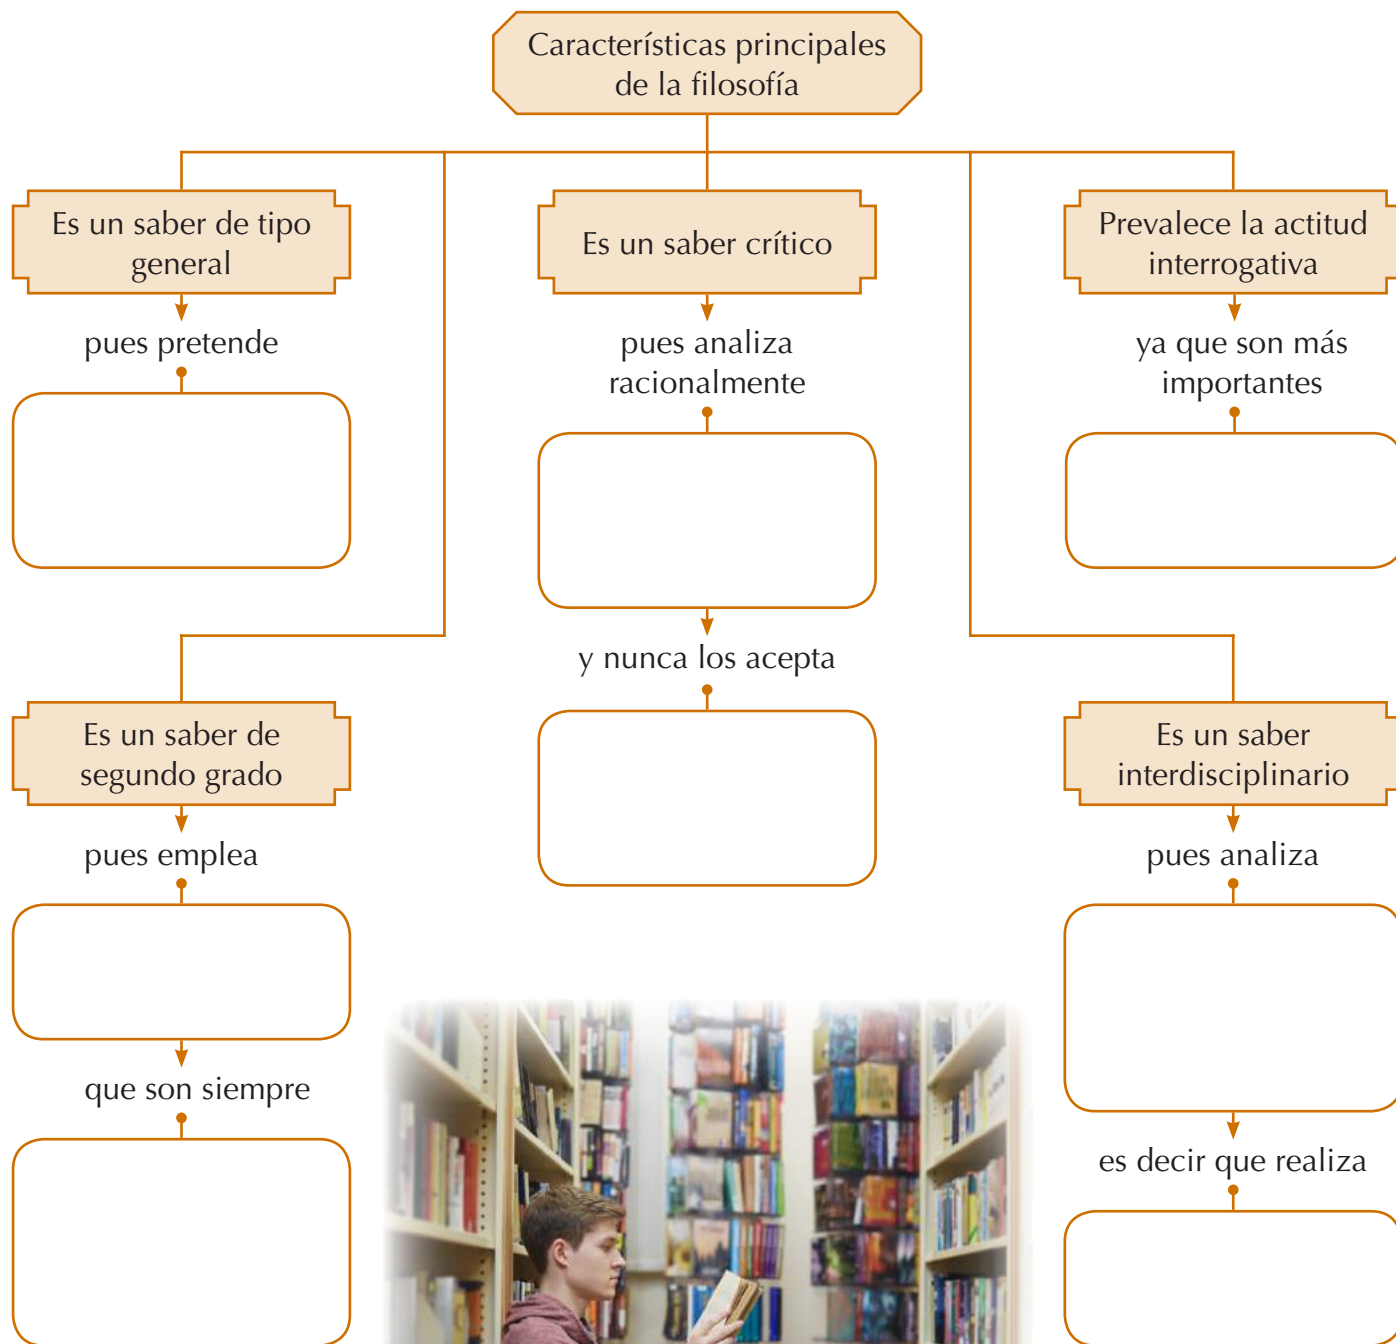 Características principales
de la filosofía
Es un saber de tipo
general
pues pretende
Es un saber crítico
pues analiza
racionalmente
y nunca los acepta
Prevalece la actitud
interrogativa
ya que son más
importantes
Es un saber de
segundo grado
pues emplea
que son siempre
Es un saber
interdisciplinario
pues analiza
es decir que realiza